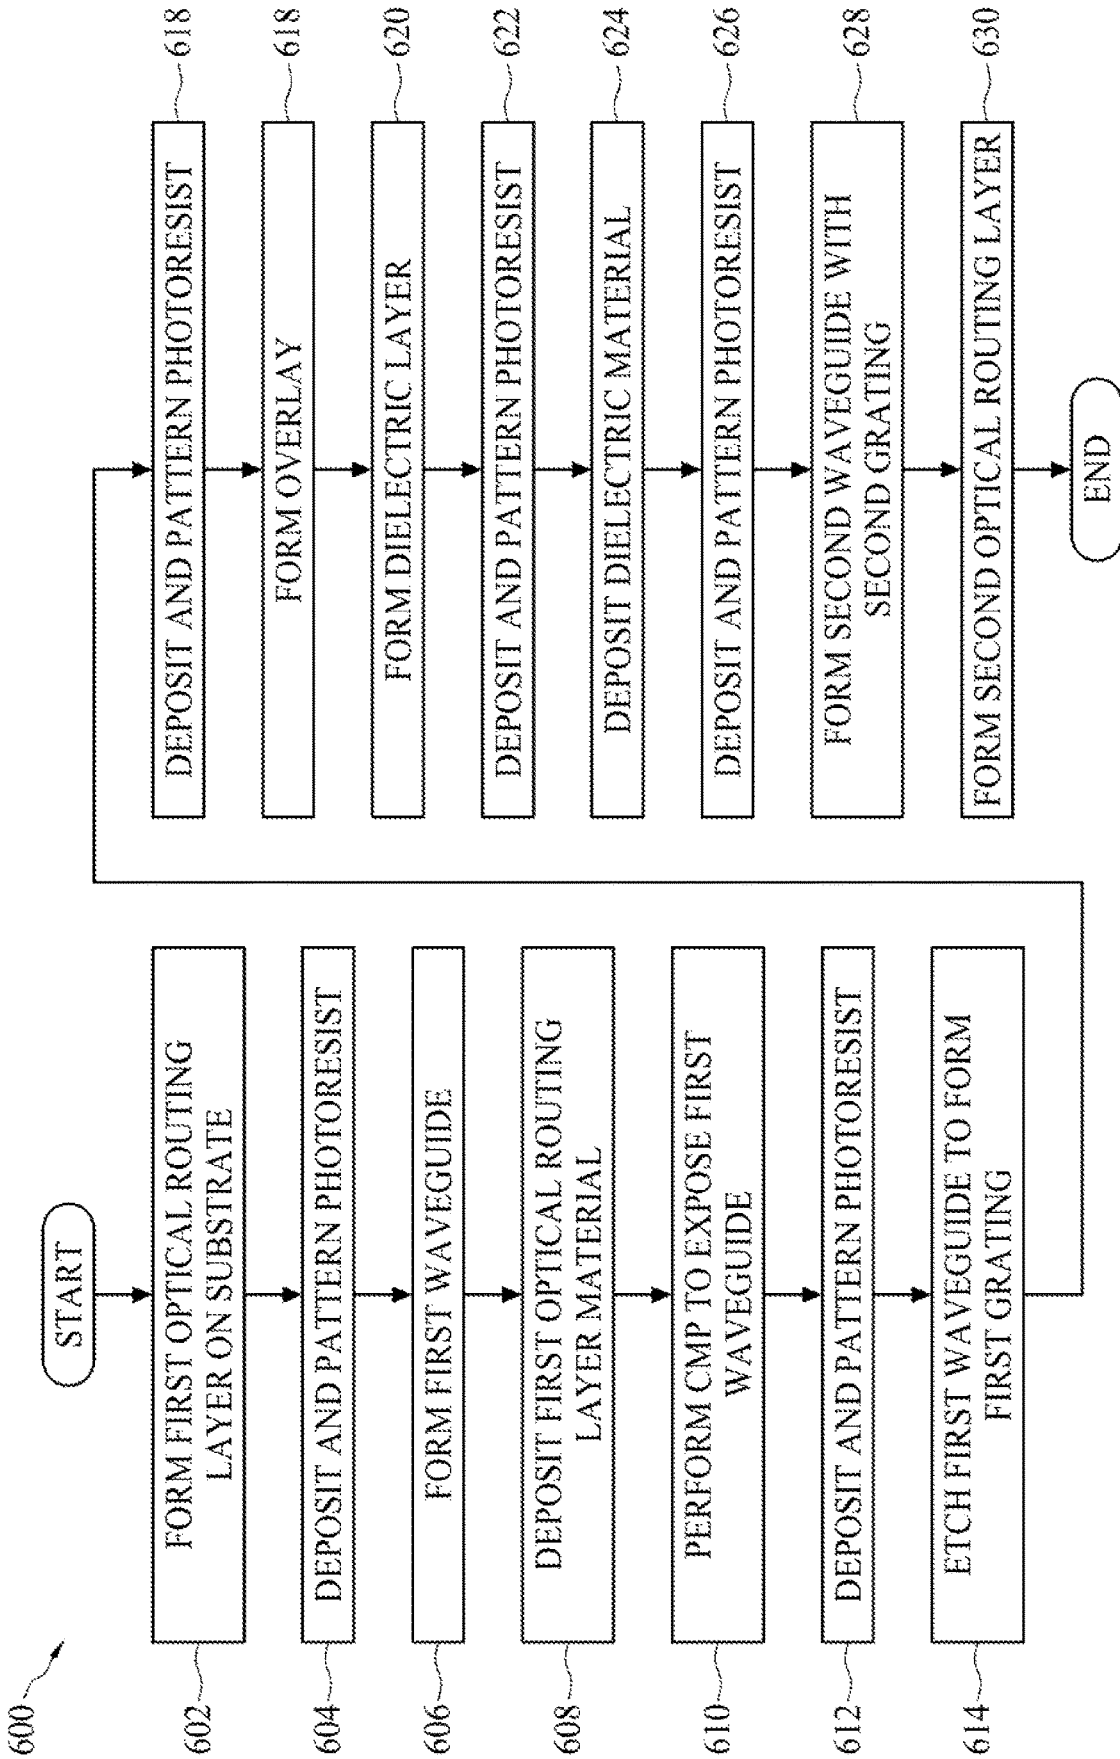 600
START
602
FORM FIRST OPTICAL ROUTING
LAYER ON SUBSTRATE
604
DEPOSIT AND PATTERN PHOTORESIST
606
FORM FIRST WAVEGUIDE
608
DEPOSIT FIRST OPTICAL ROUTING
LAYER MATERIAL
610
PERFORM CMP TO EXPOSE FIRST
WAVEGUIDE
612
DEPOSIT AND PATTERN PHOTORESIST
614
ETCH FIRST WAVEGUIDE TO FORM
FIRST GRATING
DEPOSIT AND PATTERN PHOTORESIST
618
FORM OVERLAY
618
FORM DIELECTRIC LAYER
620
DEPOSIT AND PATTERN PHOTORESIST
622
DEPOSIT DIELECTRIC MATERIAL
624
DEPOSIT AND PATTERN PHOTORESIST
626
FORM SECOND WAVEGUIDE WITH
SECOND GRATING
628
FORM SECOND OPTICAL ROUTING LAYER
630
END